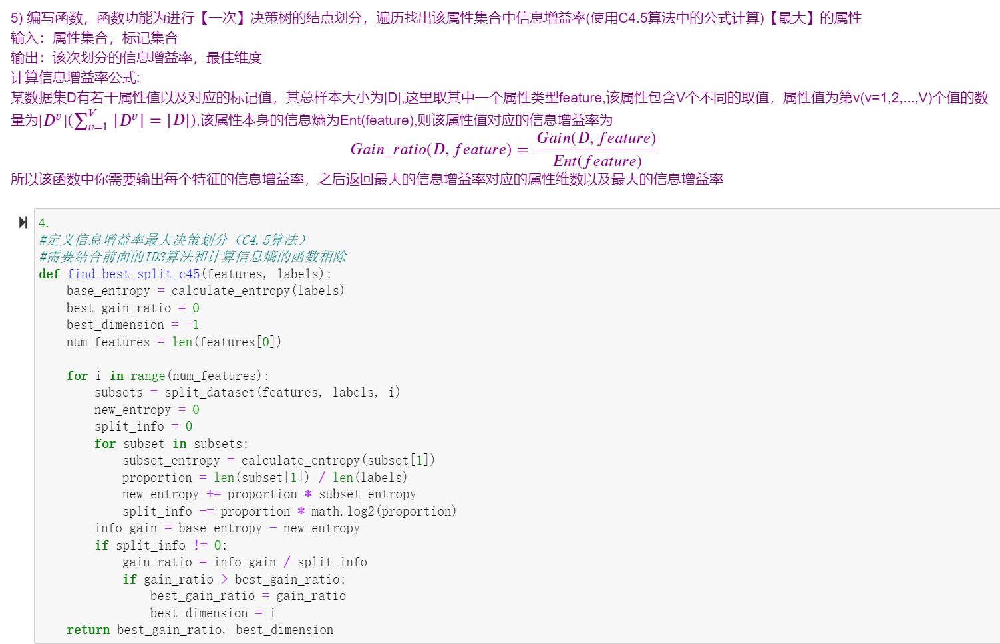 5) 编写函数，函数功能为进行【一次】决策树的结点划分，遍历找出该属性集合中信息增益率(使用C4.5算法中的公式计算)【最大】的属性
输入：属性集合，标记集合
输出：该次划分的信息增益率，最佳维度
计算信息增益率公式:
某数据集D有若干属性值以及对应的标记值，其总样本大小为|D|,这里取其中一个属性类型feature,该属性包含V个不同的取值，属性值为第v(v=1,2,...,V)个值的数
量为|D^v|(∑_{v=1}^{V} |D^v| = |D|),该属性本身的信息熵为Ent(feature),则该属性值对应的信息增益率为
Gain_ratio(D, feature) = Gain(D, feature) / Ent(feature)
所以该函数中你需要输出每个特征的信息增益率，之后返回最大的信息增益率对应的属性维数以及最大的信息增益率
4.
#定义信息增益率最大决策划分（C4.5算法）
#需要结合前面的ID3算法和计算信息熵的函数相除
def find_best_split_c45(features, labels):
    base_entropy = calculate_entropy(labels)
    best_gain_ratio = 0
    best_dimension = -1
    num_features = len(features[0])
    for i in range(num_features):
        subsets = split_dataset(features, labels, i)
        new_entropy = 0
        split_info = 0
        for subset in subsets:
            subset_entropy = calculate_entropy(subset[1])
            proportion = len(subset[1]) / len(labels)
            new_entropy += proportion * subset_entropy
            split_info -= proportion * math.log2(proportion)
        info_gain = base_entropy - new_entropy
        if split_info != 0:
            gain_ratio = info_gain / split_info
            if gain_ratio > best_gain_ratio:
                best_gain_ratio = gain_ratio
                best_dimension = i
    return best_gain_ratio, best_dimension